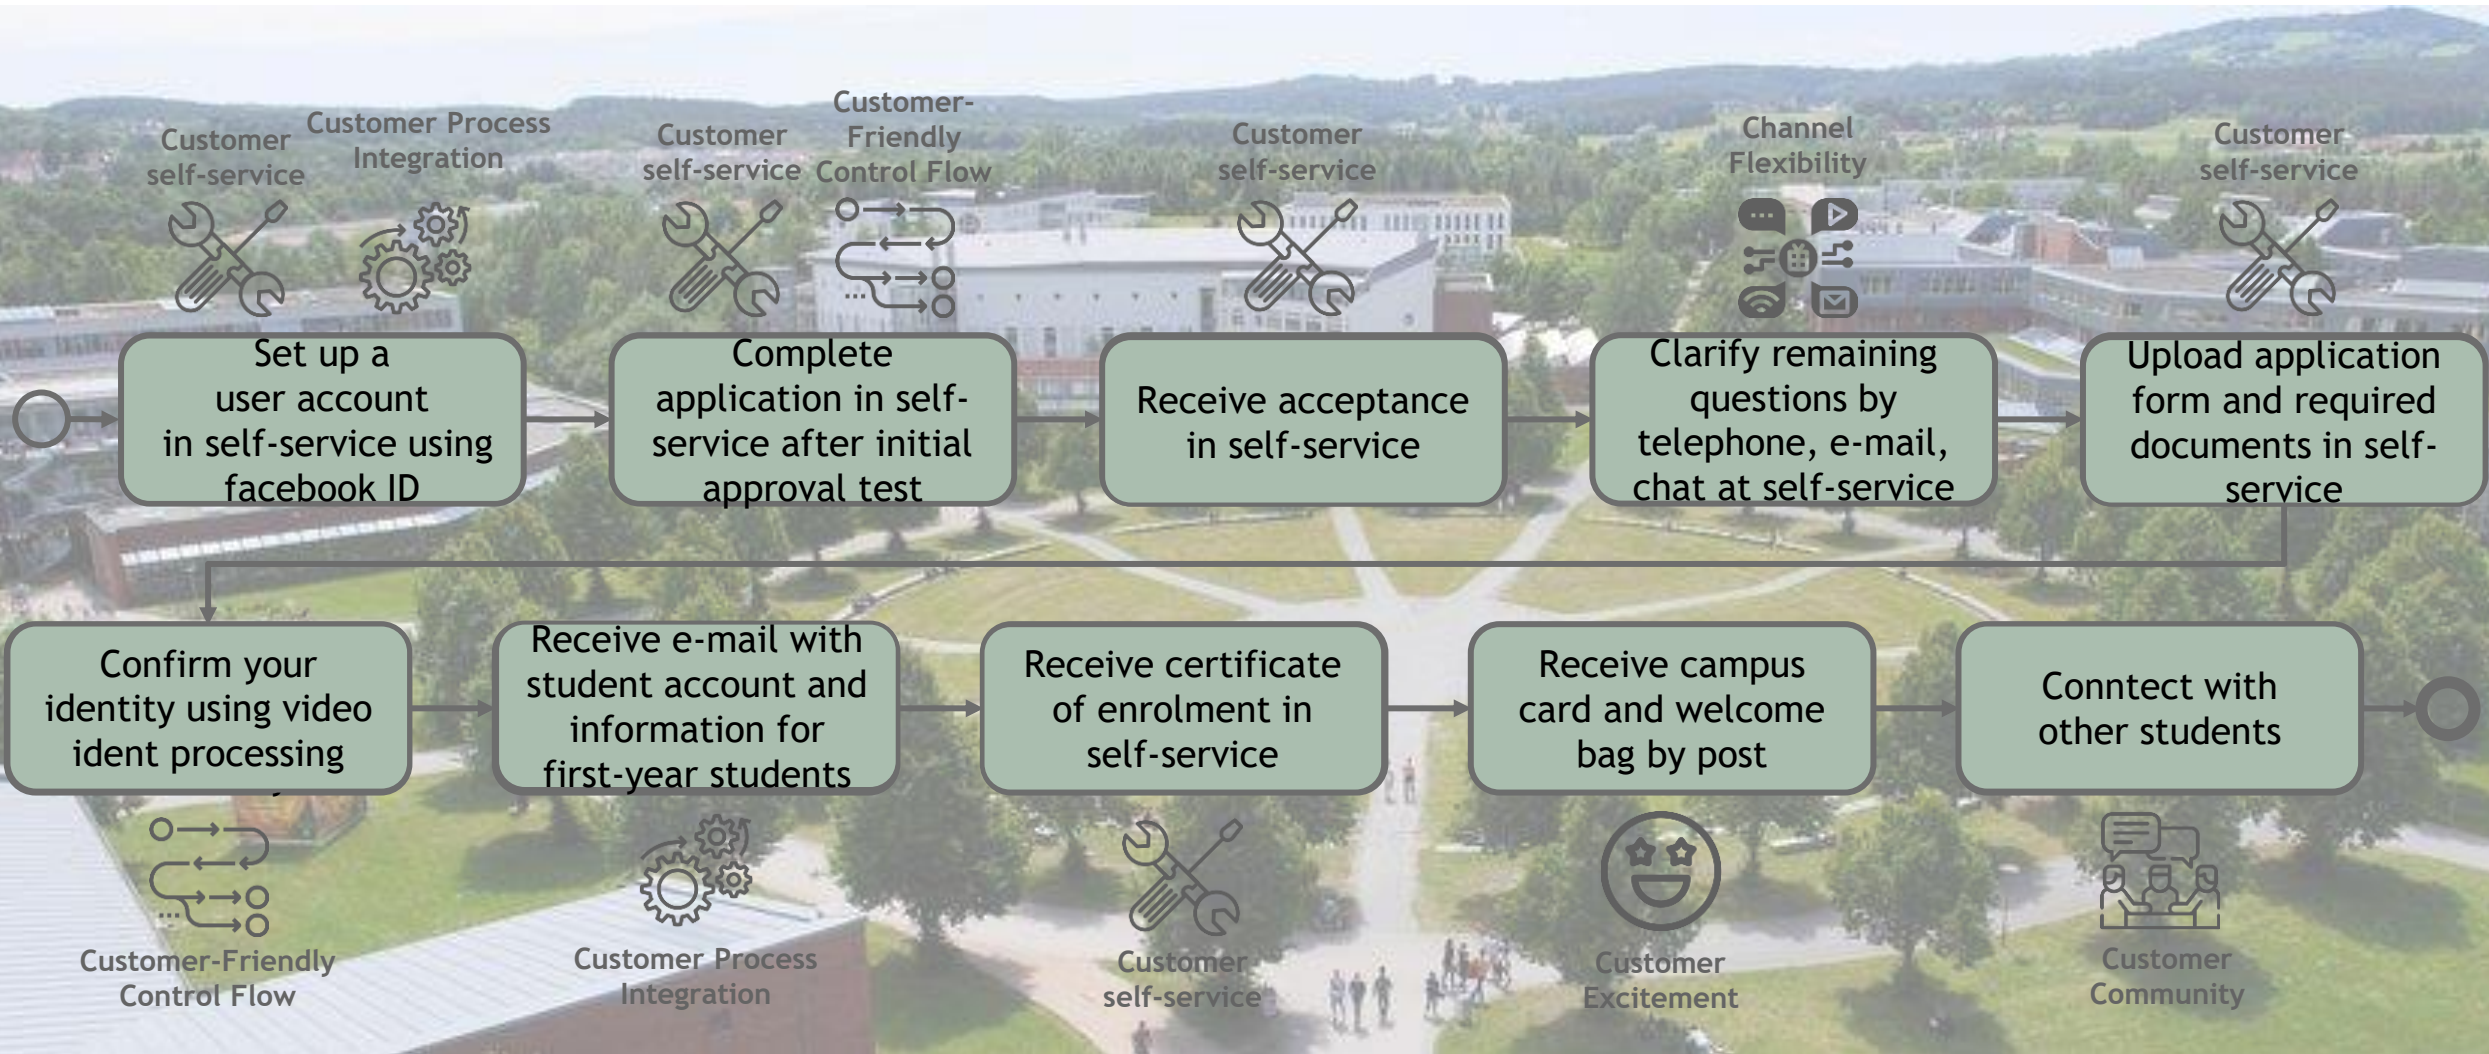 Customer
self-service
Customer Process
Integration
Customer
self-service
Customer-
Friendly
Control Flow
Customer
self-service
Channel
Flexibility
Customer
self-service
Set up a
user account
in self-service using
facebook ID
Complete
application in self-
service after initial
approval test
Receive acceptance
in self-service
Clarify remaining
questions by
telephone, e-mail,
chat at self-service
Upload application
form and required
documents in self-
service
Confirm your
identity using video
ident processing
Receive e-mail with
student account and
information for
first-year students
Receive certificate
of enrolment in
self-service
Receive campus
card and welcome
bag by post
Conntect with
other students
Customer-Friendly
Control Flow
Customer Process
Integration
Customer
self-service
Customer
Excitement
Customer
Community